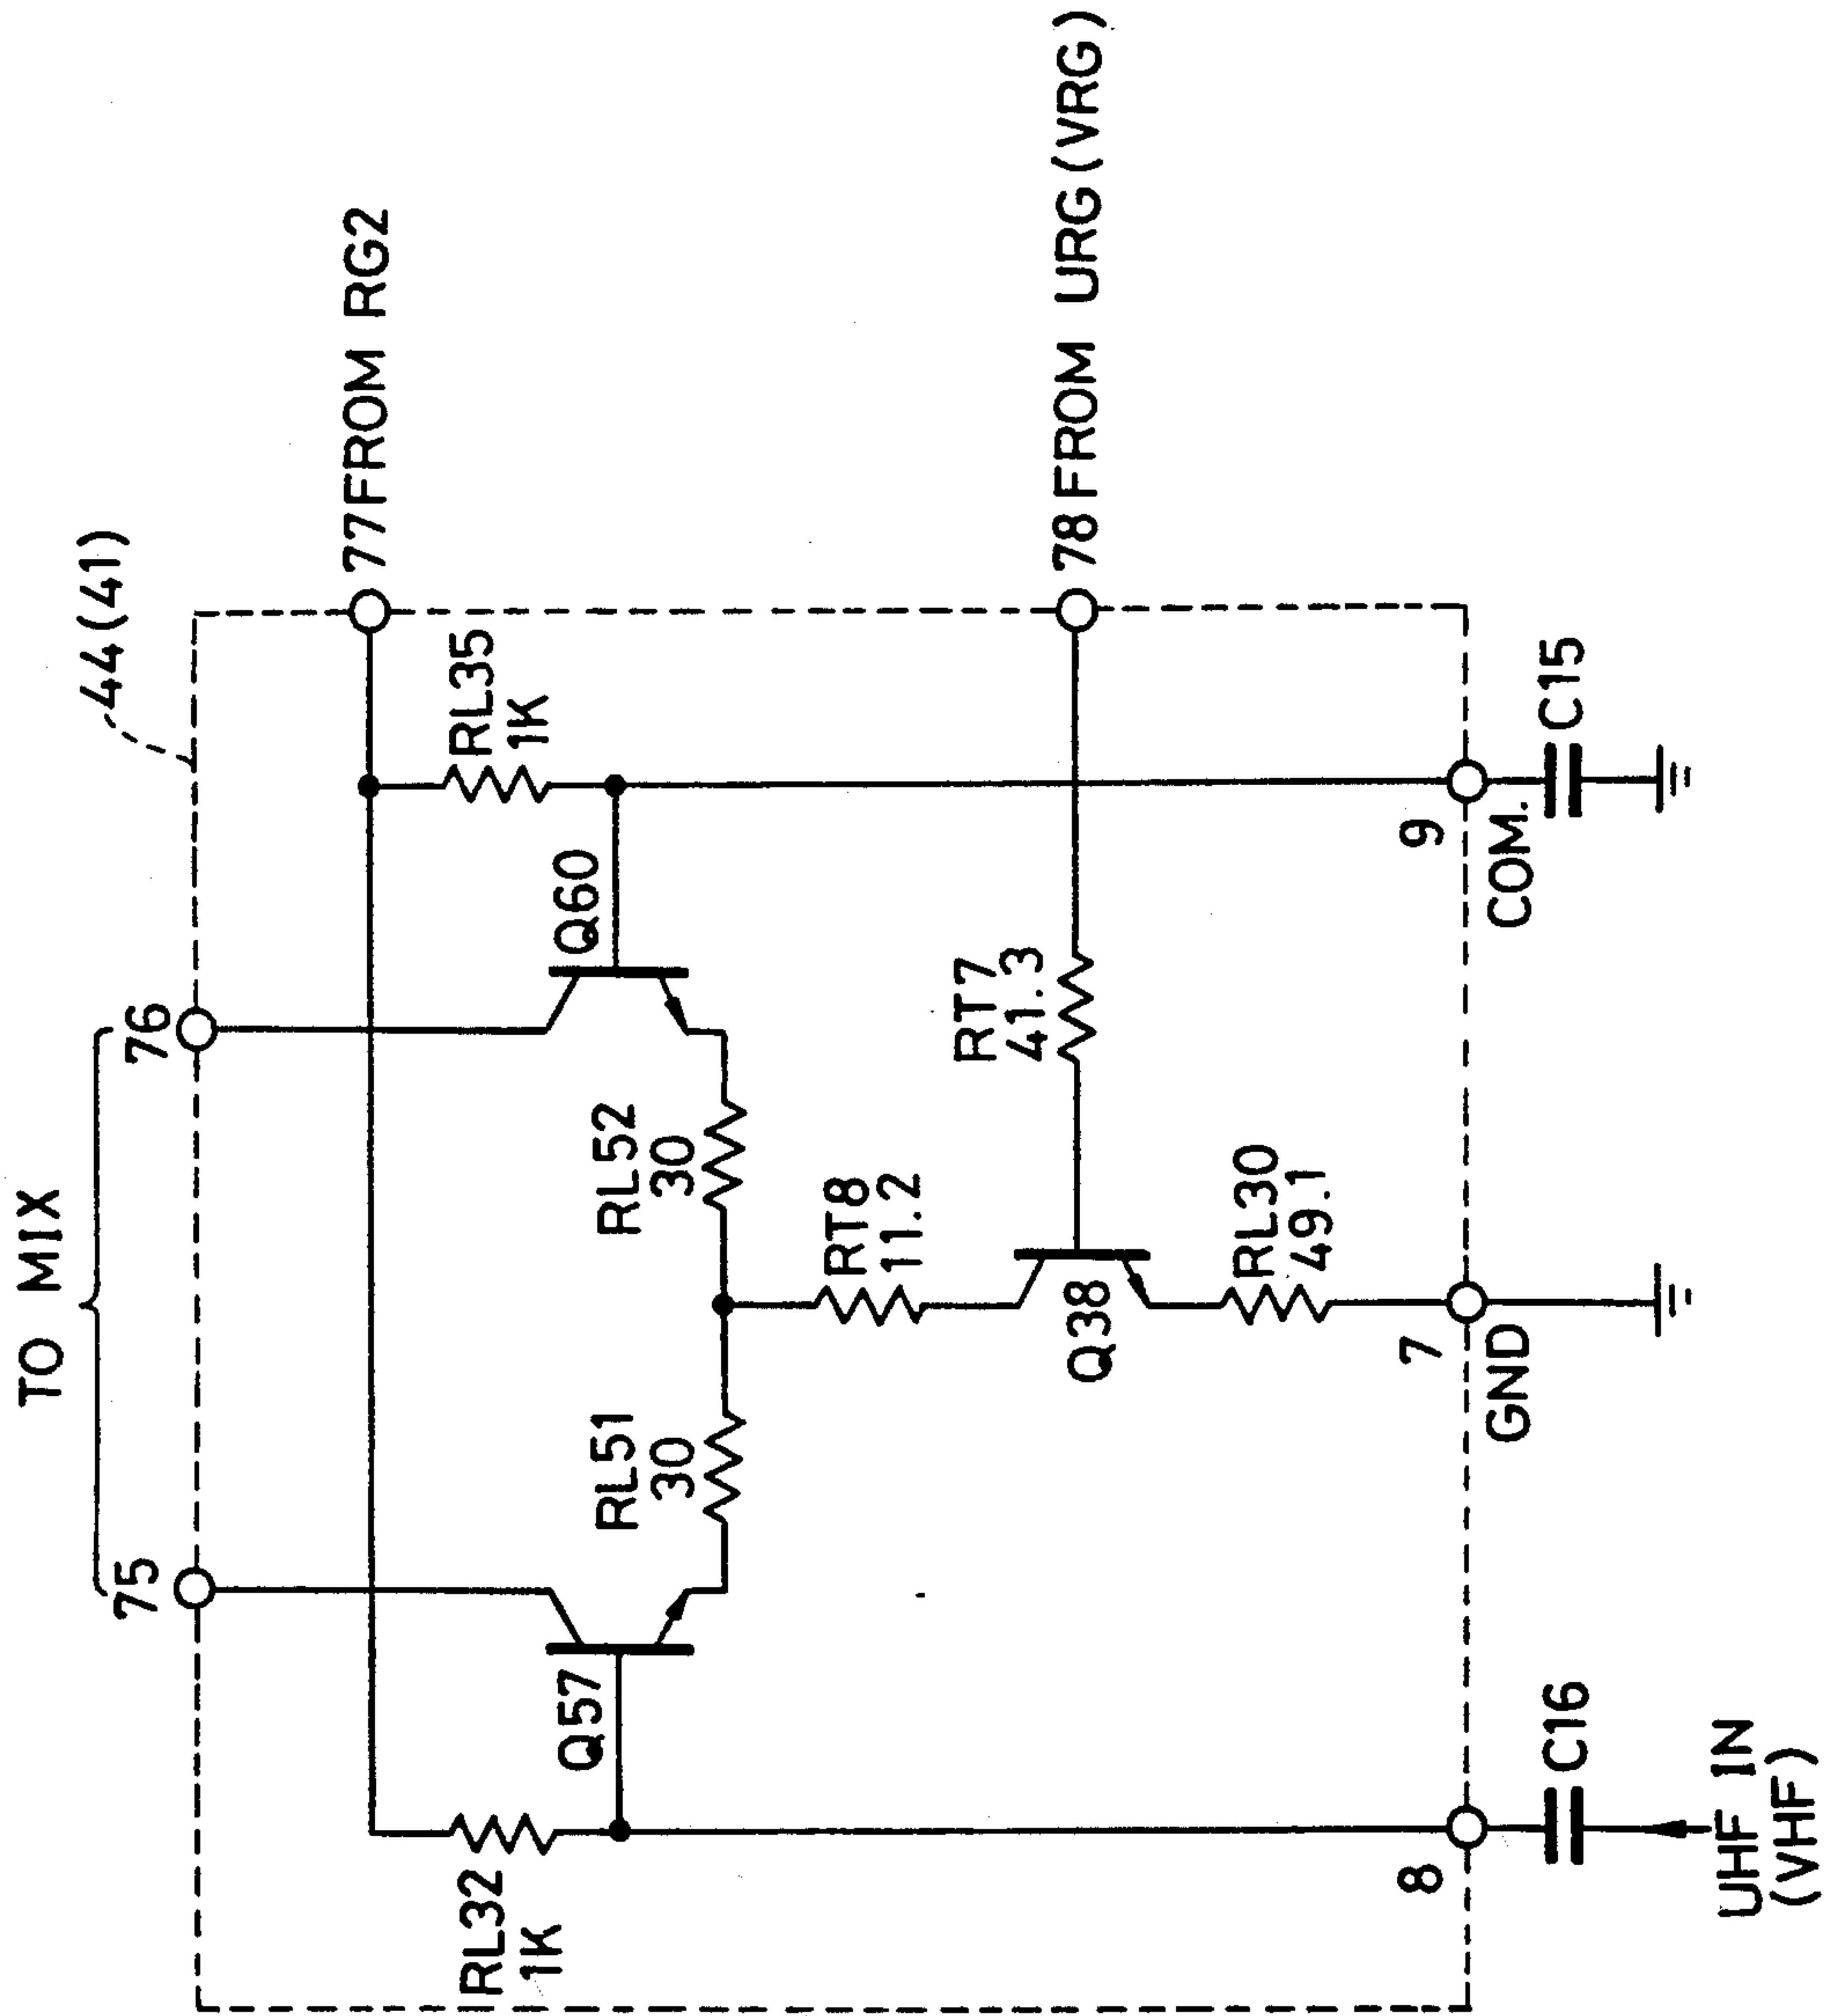 TO MIX
75
76
44(41)
77 FROM RG2
RL35
1K
RL32
1K
Q57
Q60
RL51
30
RL52
30
RT8
11.2
RT7
41.3
78 FROM URG(VRG)
Q38
RL30
49.1
8
7
GND
9
COM.
C16
C15
UHF IN
(VHF)